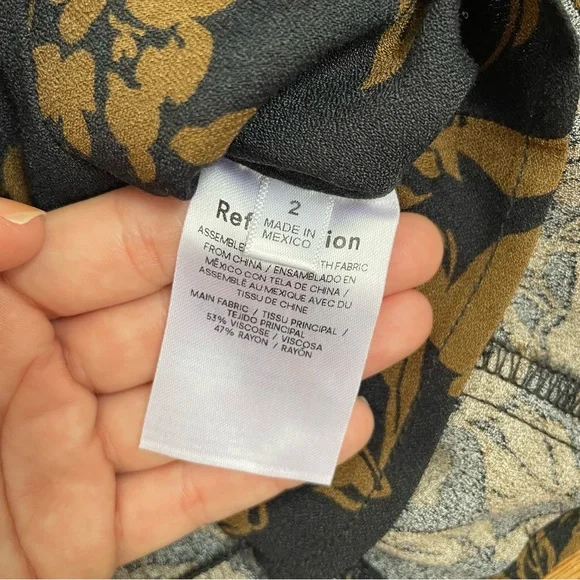 2
MADE IN
MEXICO
Ref ion
ASSEMBLE TH FABRIC
FROM CHINA / ENSAMBLADO EN
MÉXICO CON TELA DE CHINA /
ASSEMBLÉ AU MEXIQUE AVEC DU
TISSU DE CHINE
MAIN FABRIC / TISSU PRINCIPAL /
TEJIDO PRINCIPAL
53% VISCOSE / VISCOSA
47% RAYON / RAYÓN